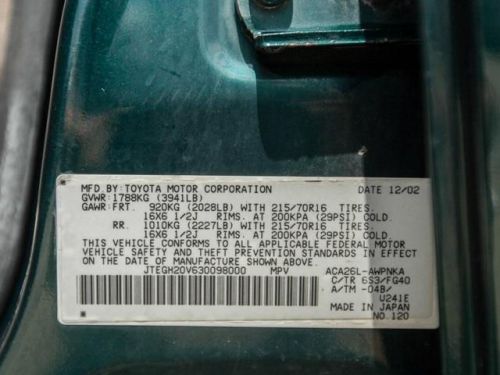 MFD. BY: TOYOTA MOTOR CORPORATION DATE 12/02
GVWR: 1788KG (3941LB)
GAWR: FRT. 920KG (2028LB) WITH 215/70R16 TIRES.
16X6 1/2J RIMS. AT 200KPA (29PSI) COLD.
RR. 1010KG (2227LB) WITH 215/70R16 TIRES.
16X6 1/2J RIMS. AT 200KPA (29PSI) COLD.
THIS VEHICLE CONFORMS TO ALL APPLICABLE FEDERAL MOTOR
VEHICLE SAFETY AND THEFT PREVENTION STANDARDS IN EFFECT
ON THE DATE OF MANUFACTURE SHOWN ABOVE.
JTEGH20V630098000 MPV ACA26L-AWPNKA
C/TR 6S3/FG40
A/TM -04B/
U241E
MADE IN JAPAN
NO. 120